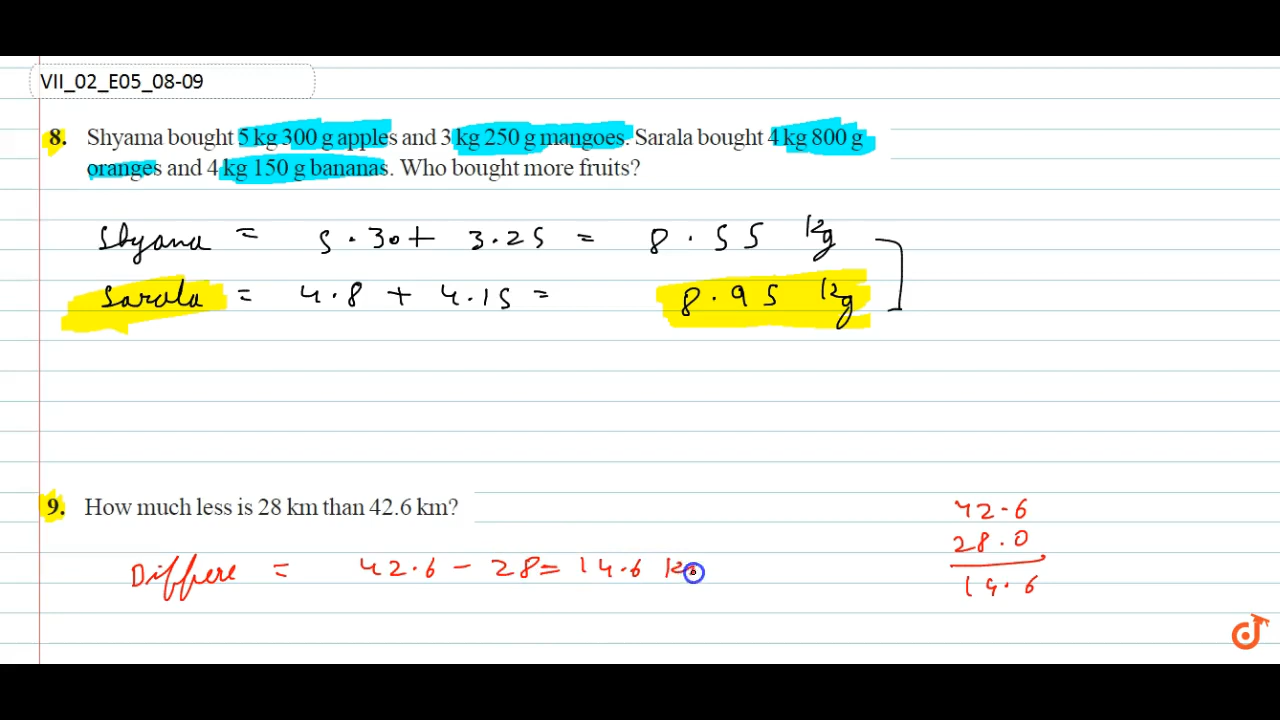 VII_02_E05_08-09
8. Shyama bought 5 kg 300 g apples and 3 kg 250 g mangoes. Sarala bought 4 kg 800 g
oranges and 4 kg 150 g bananas. Who bought more fruits?
Shyama = 5.30 + 3.25 = 8.55 kg
Sarala = 4.8 + 4.15 = 8.95 kg
9. How much less is 28 km than 42.6 km?
42.6
28.0
14.6
Differe = 42.6 - 28 = 14.6 km